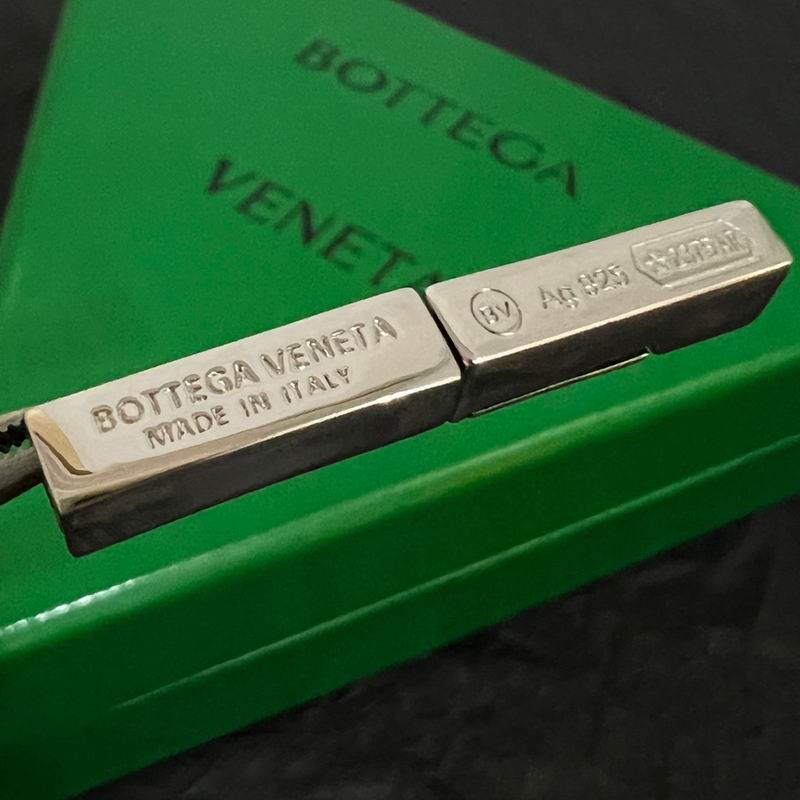 BOTTEGA
VENETA
BOTTEGA VENETA
MADE IN ITALY
BV Ag 925